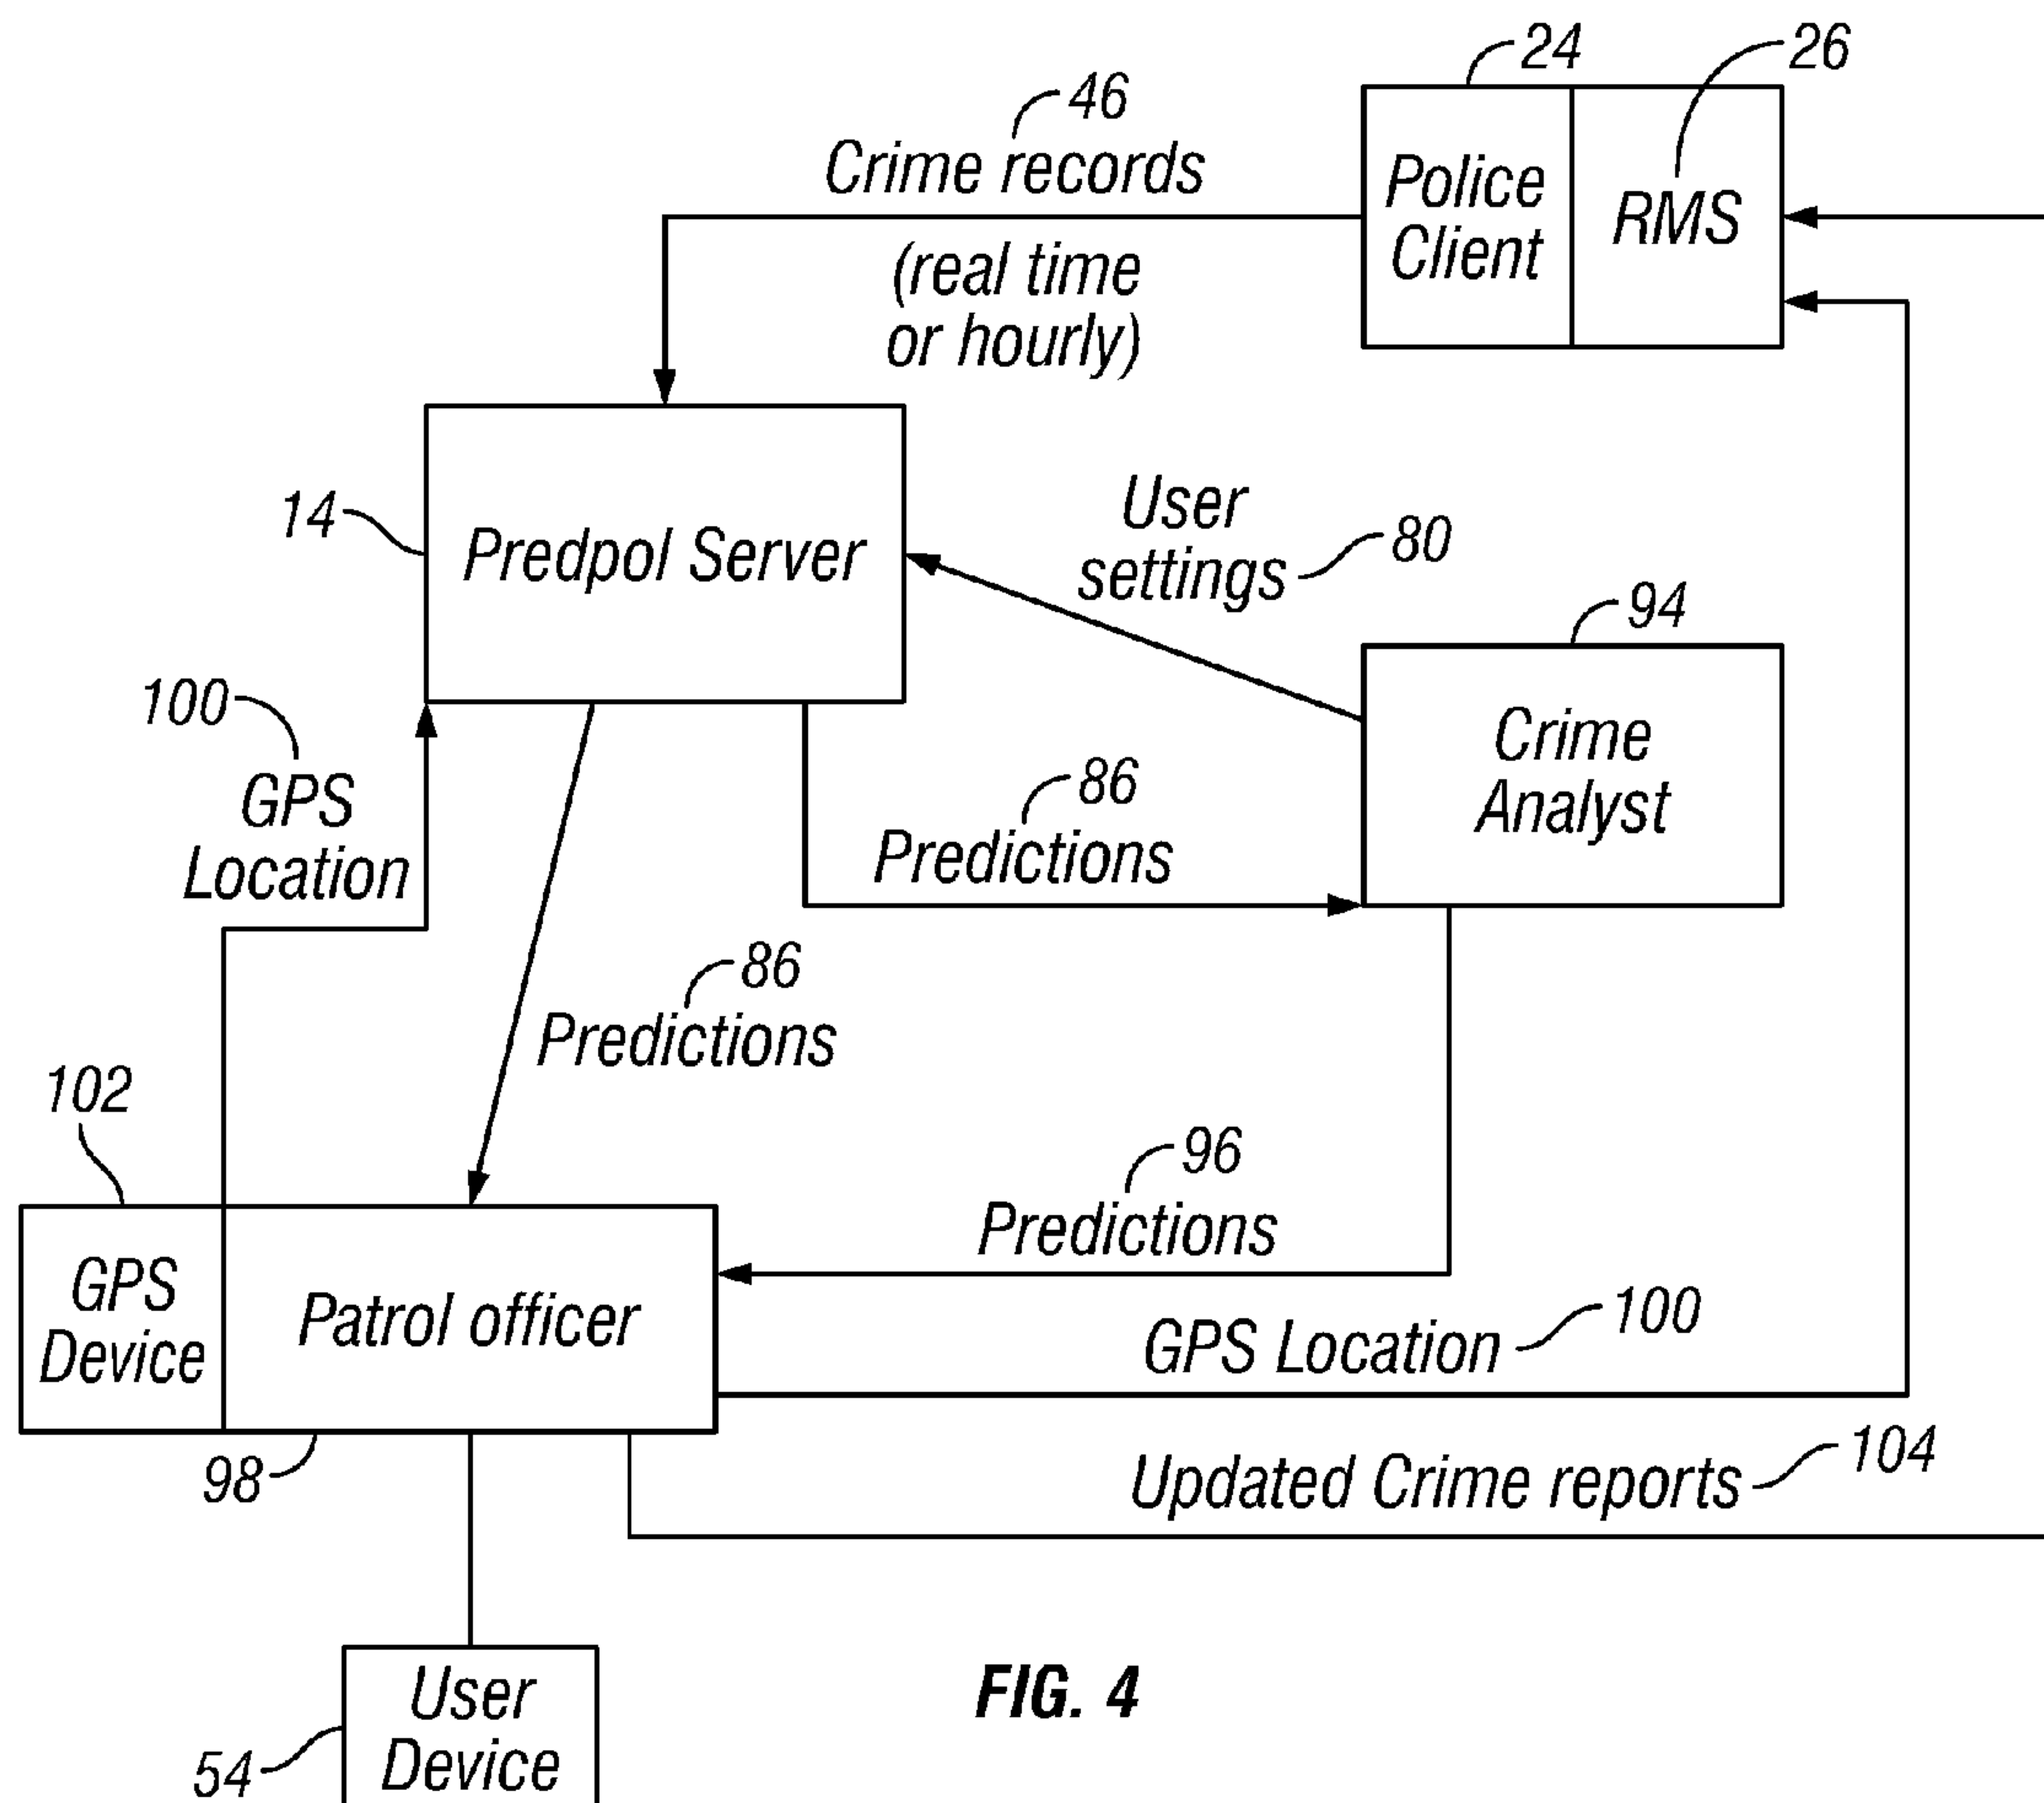 24
26
46
Crime records
(real time
or hourly)
Police
Client
RMS
14
Predpol Server
User
settings
80
94
Crime
Analyst
100
GPS
Location
86
Predictions
86
Predictions
102
GPS
Device
Patrol officer
96
Predictions
GPS Location
100
98
Updated Crime reports
104
User
Device
54
FIG. 4